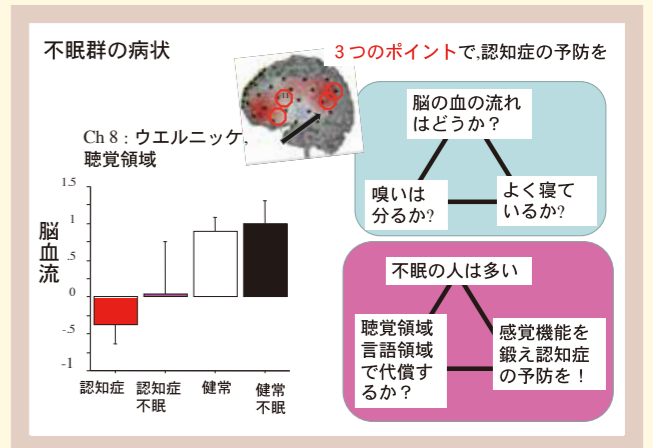 不眠群の病状
3つのポイントで,認知症の予防を
Ch 8 : ウエルニッケ,
聴覚領域
脳血流
1.5
1
.5
0
-.5
-1
認知症
認知症
不眠
健常
健常
不眠
脳の血の流れ
はどうか？
嗅いは
分るか?
よく寝て
いるか?
不眠の人は多い
聴覚領域
言語領域
で代償す
るか？
感覚機能を
鍛え認知症
の予防を！